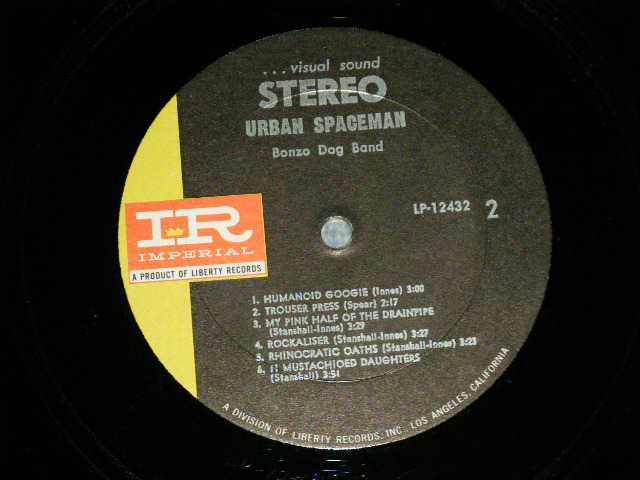 ...visual sound
STEREO
URBAN SPACEMAN
Bonzo Dog Band
LP-12432 2
IR
IMPERIAL
A PRODUCT OF LIBERTY RECORDS
1. HUMANOID GOOGIE (Innes) 3:00
2. TROUSER PRESS (Spear) 2:17
3. MY PINK HALF OF THE DRAINPIPE
(Stanshall-Innes) 3:29
4. ROCKALISER (Stanshall-Innes) 3:27
5. RHINOCRATIC OATHS (Stanshall-Innes) 3:23
6. 11 MUSTACHIOED DAUGHTERS
(Stanshall) 3:51
A DIVISION OF LIBERTY RECORDS, INC. LOS ANGELES, CALIFORNIA